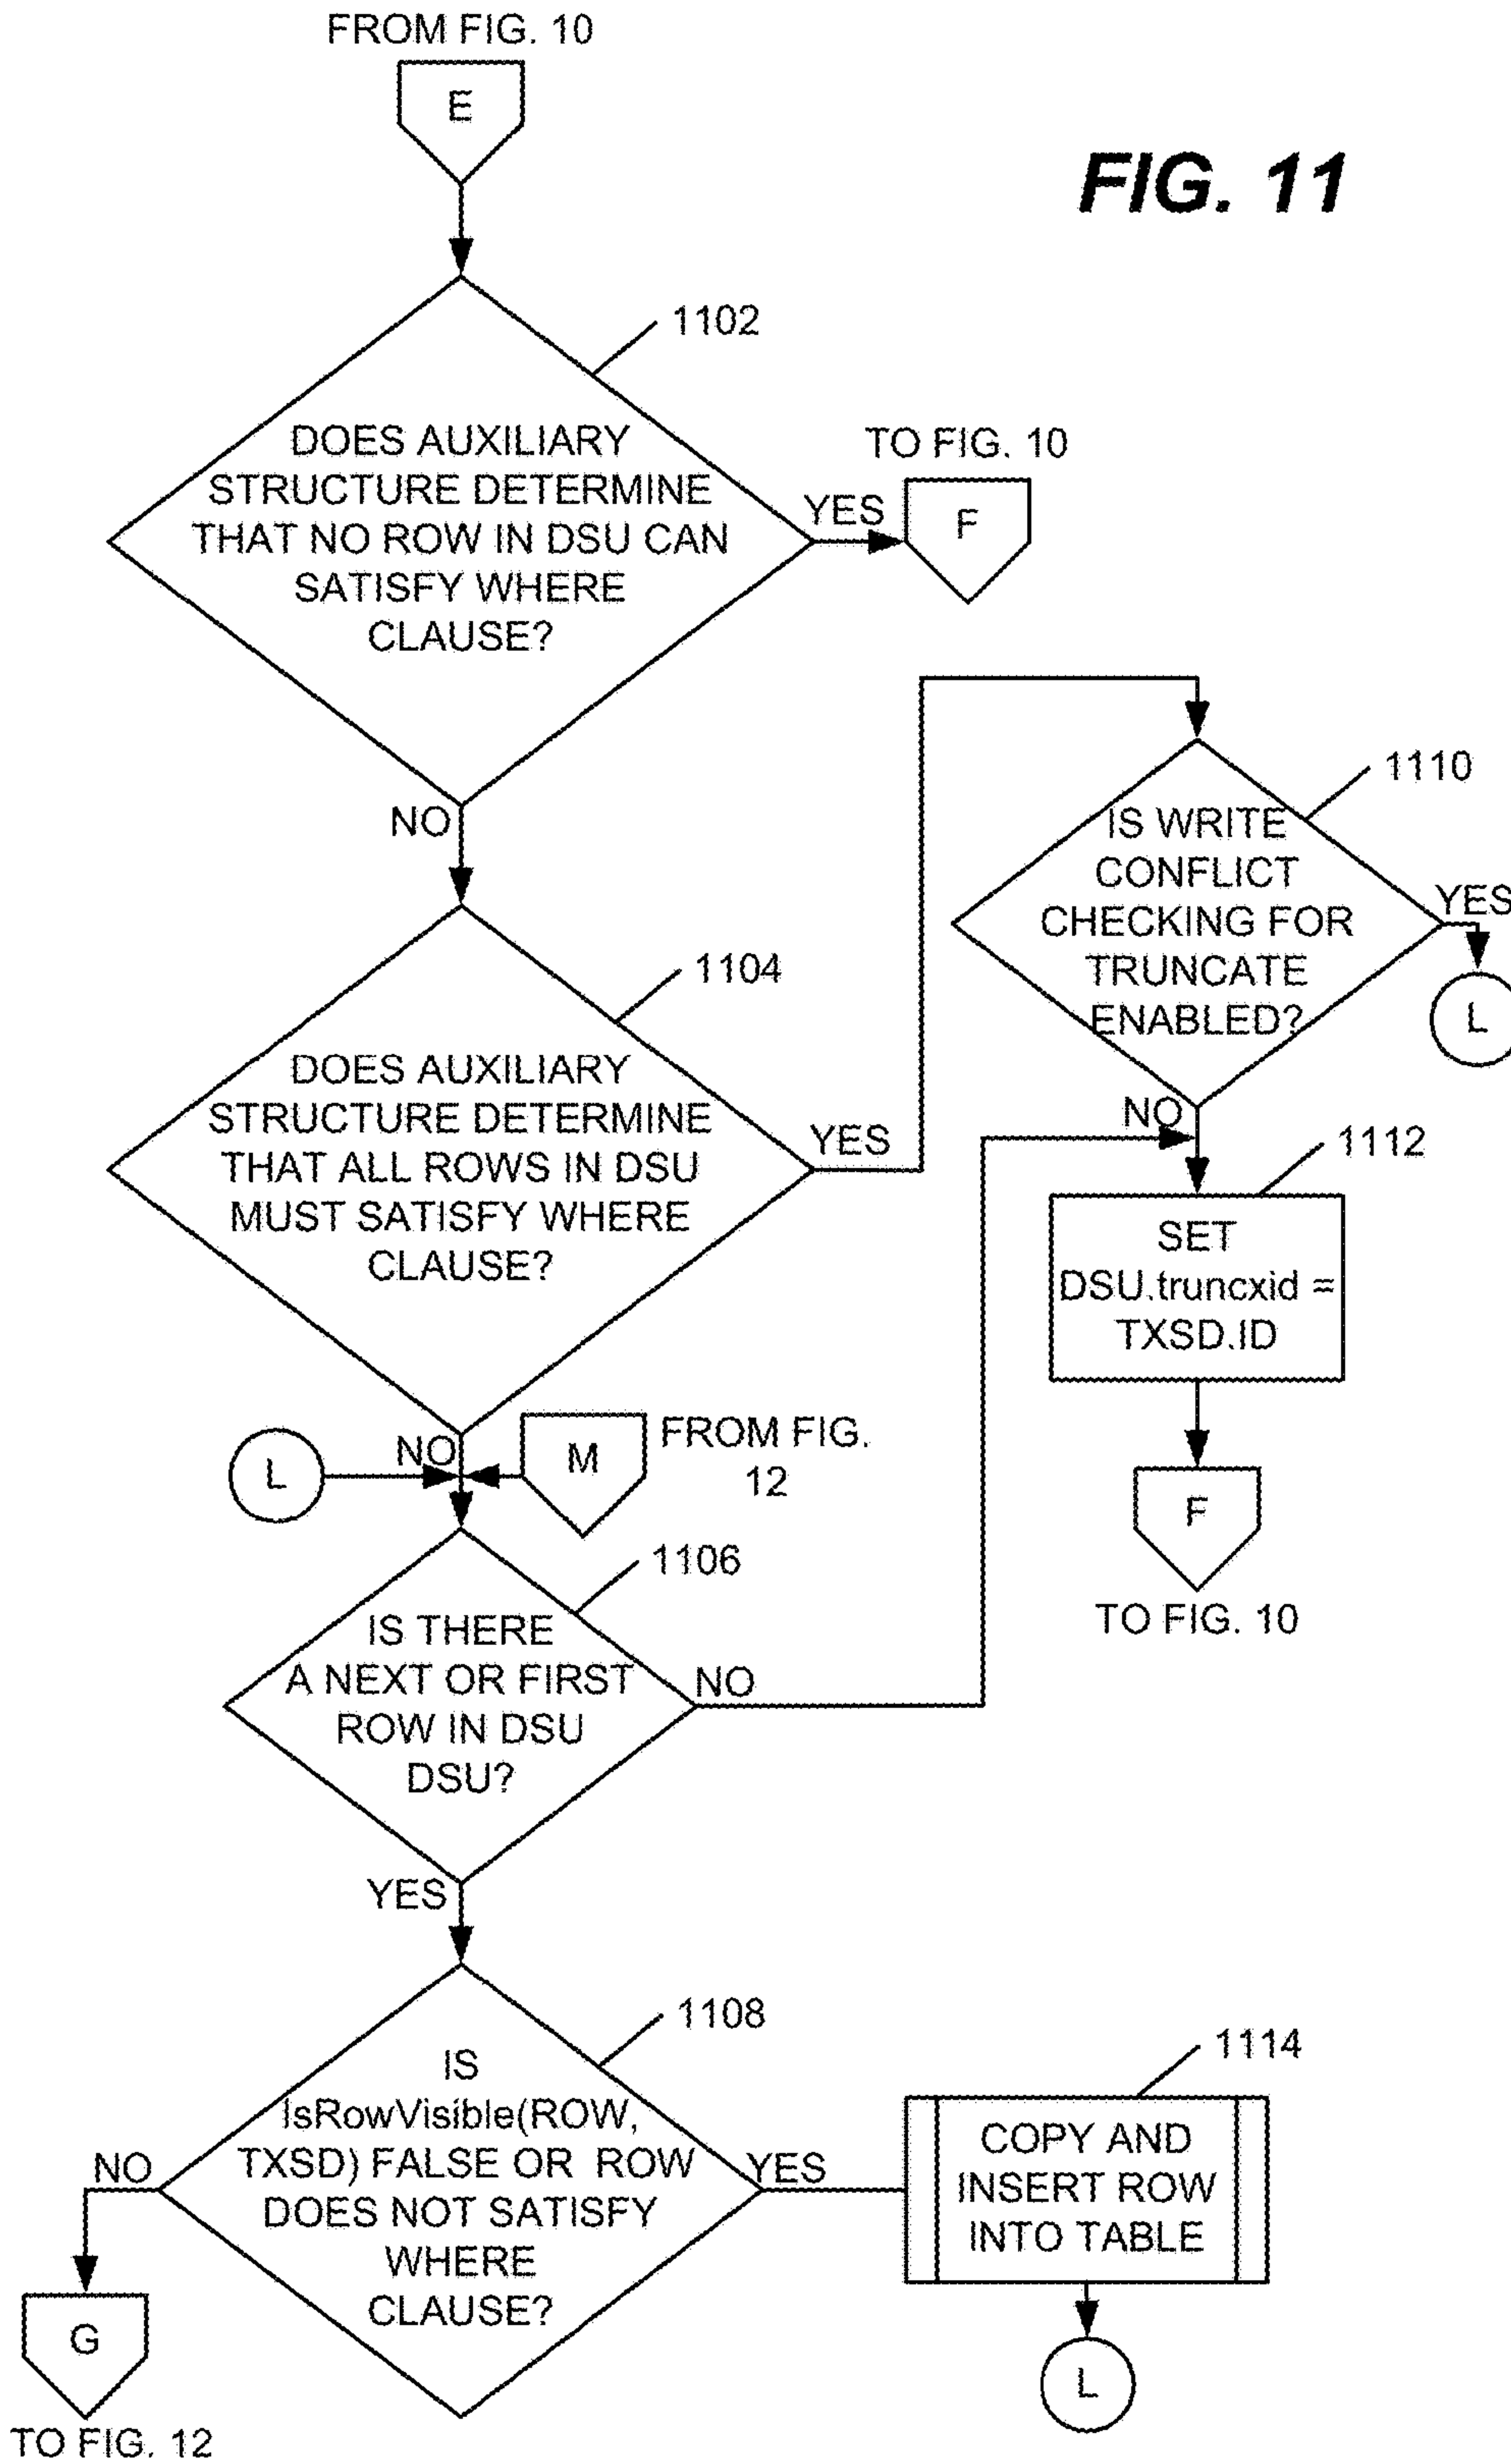 FROM FIG. 10
E
FIG. 11
1102
DOES AUXILIARY
STRUCTURE DETERMINE
THAT NO ROW IN DSU CAN
SATISFY WHERE
CLAUSE?
YES
TO FIG. 10
F
NO
1104
DOES AUXILIARY
STRUCTURE DETERMINE
THAT ALL ROWS IN DSU
MUST SATISFY WHERE
CLAUSE?
YES
1110
IS WRITE
CONFLICT
CHECKING FOR
TRUNCATE
ENABLED?
YES
L
NO
1112
SET
DSU.truncxid =
TXSD.ID
F
TO FIG. 10
NO
L
M
FROM FIG.
12
1106
IS THERE
A NEXT OR FIRST
ROW IN DSU
DSU?
NO
YES
1108
IS
IsRowVisible(ROW,
TXSD) FALSE OR ROW
DOES NOT SATISFY
WHERE
CLAUSE?
NO
G
TO FIG. 12
YES
1114
COPY AND
INSERT ROW
INTO TABLE
L